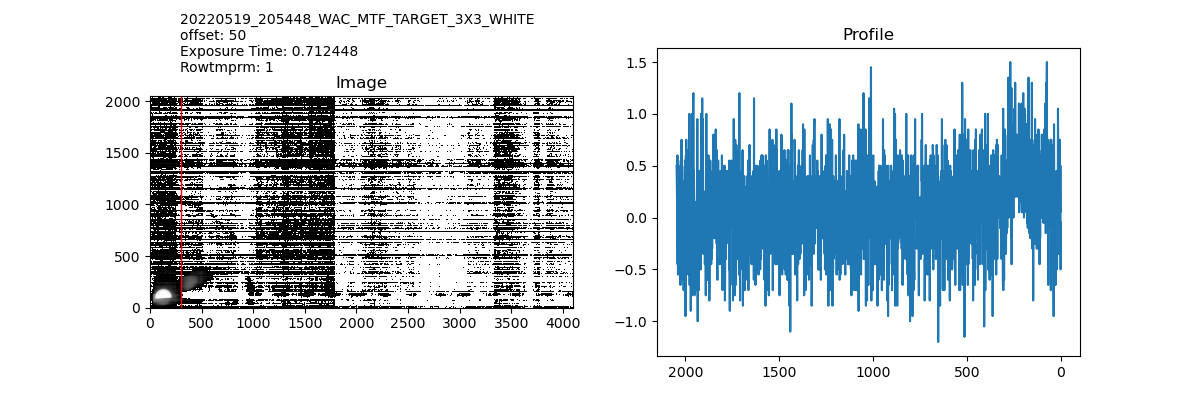 20220519_205448_WAC_MTF_TARGET_3X3_WHITE
offset: 50
Exposure Time: 0.712448
Rowtmprm: 1
Image
2000
1500
1000
500
0
0 500 1000 1500 2000 2500 3000 3500 4000
Profile
1.5
1.0
0.5
0.0
−0.5
−1.0
2000 1500 1000 500 0